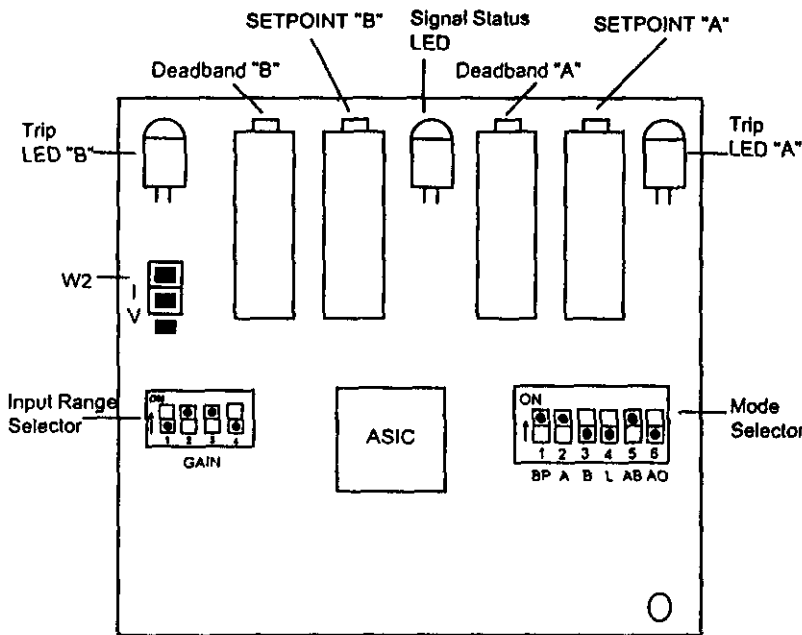 SETPOINT "B"
Signal Status
LED
SETPOINT "A"
Deadband "B"
Deadband "A"
Trip
LED "B"
Trip
LED "A"
W2
I
V
Input Range
Selector
ON
1 2 3 4
GAIN
ASIC
ON
1 2 3 4 5 6
BP A B L AB AO
Mode
Selector